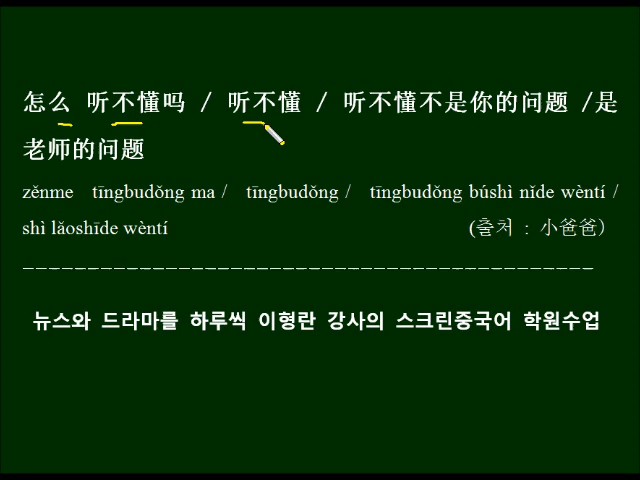 怎么 听不懂吗 / 听不懂 / 听不懂不是你的问题 /是
老师的问题
zěnme tīngbudǒng ma / tīngbudǒng / tīngbudǒng búshì nǐde wèntí /
shì lǎoshīde wèntí (출처 : 小爸爸)
뉴스와 드라마를 하루씩 이형란 강사의 스크린중국어 학원수업